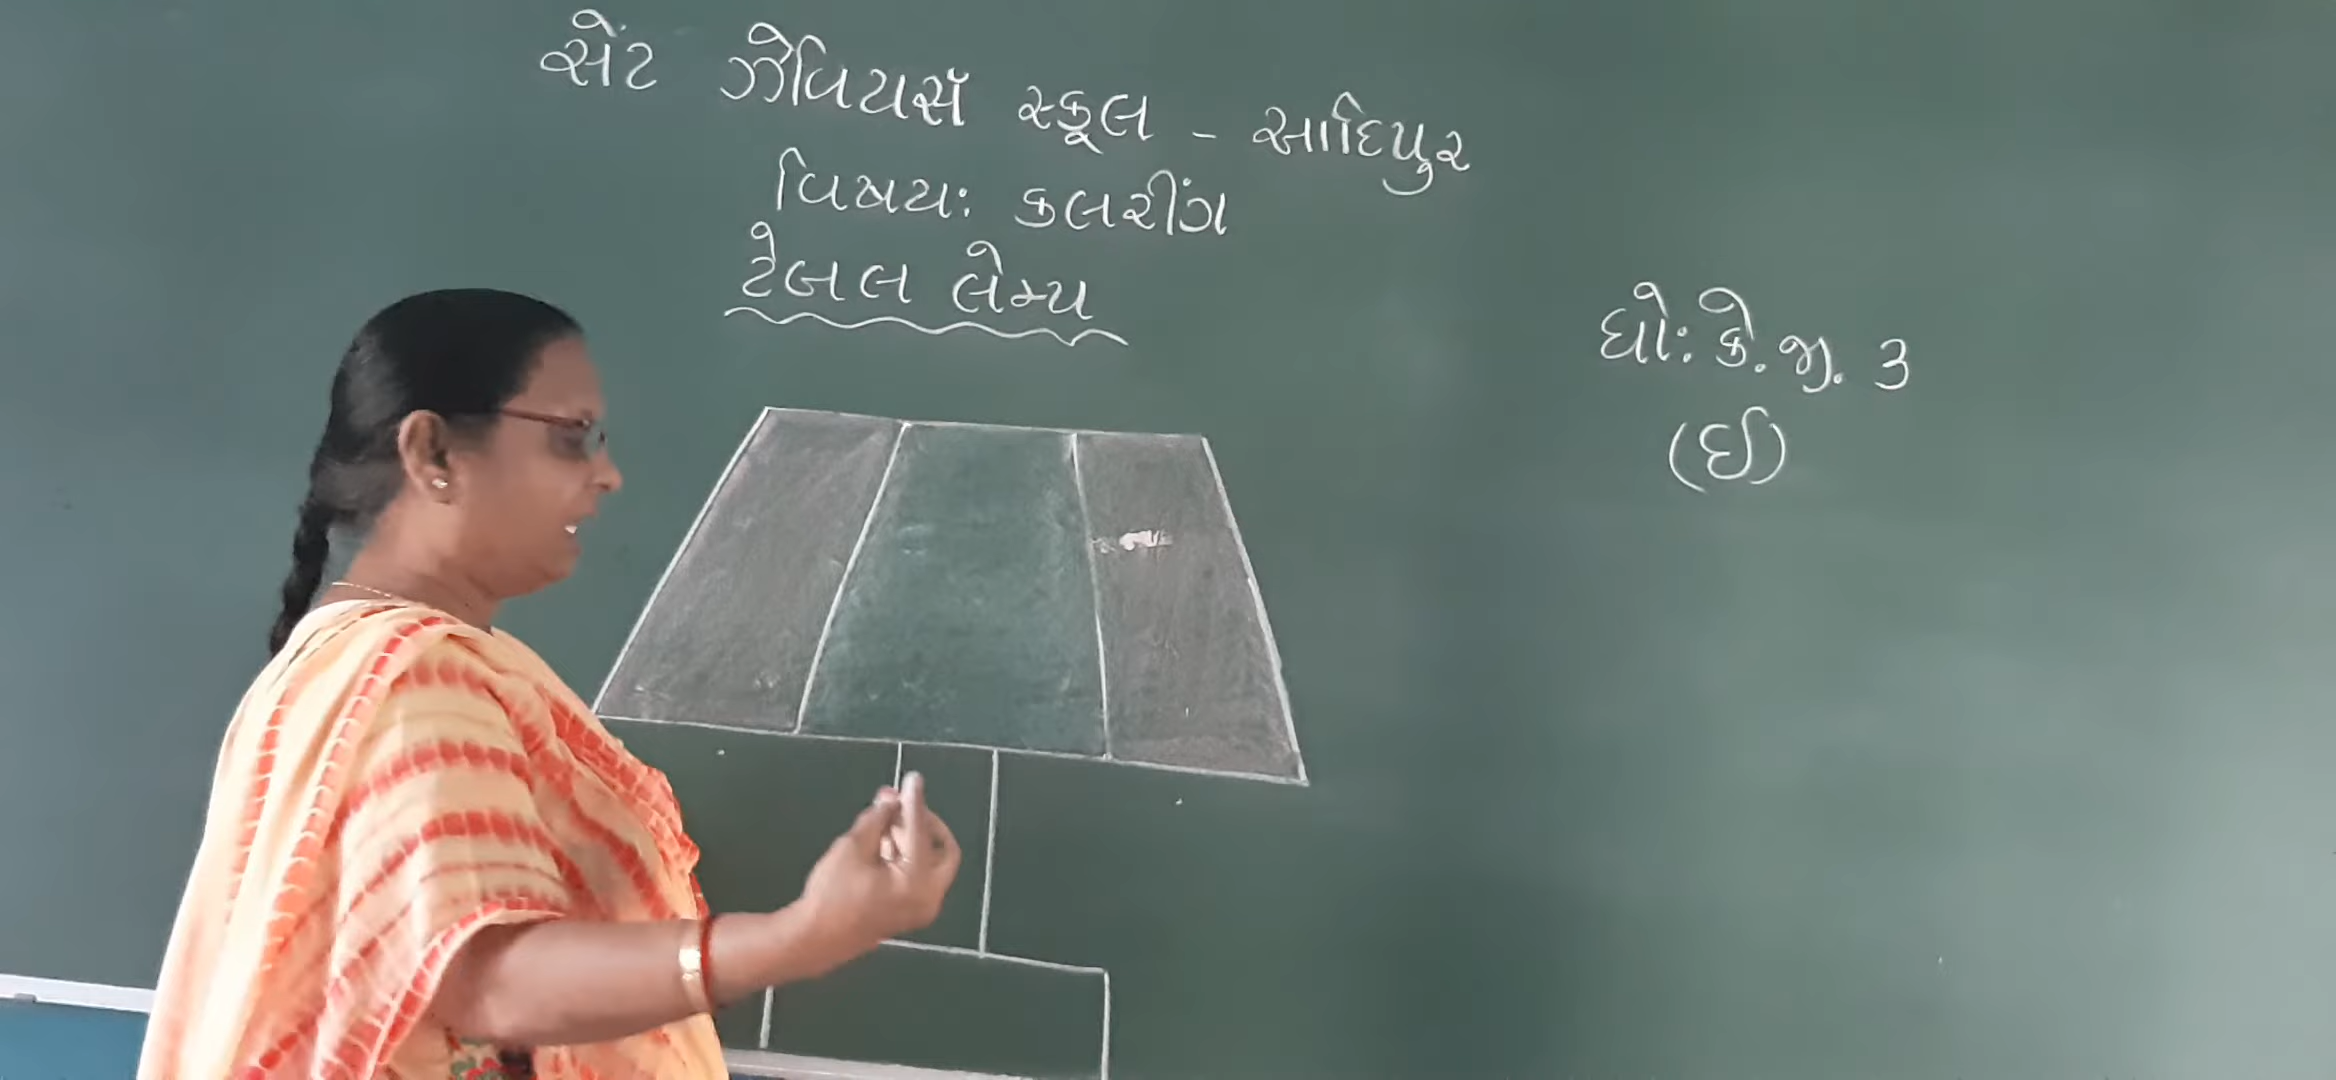 સેંટ ઝેવિયર્સ સ્કૂલ - આદિપુર
વિષય: કલરીંગ
ટેબલ લેમ્પ
ધો: કે.જી. 3
(ઈ)